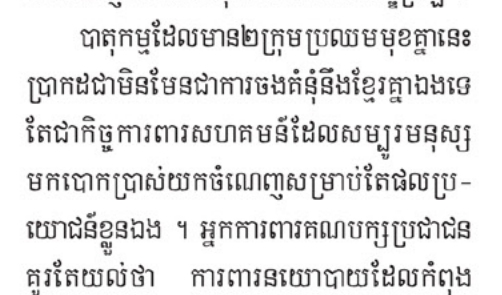 បាតុកម្មដែលមាន២ក្រុមប្រឈមមុខគ្នានេះ
ប្រាកដជាមិនមែនជាការចងគំនុំនឹងខ្មែរគ្នាឯងទេ
តែជាកិច្ចការពារសហគមន៍ដែលសម្បូរមនុស្ស
មកបោកប្រាស់យកចំណេញសម្រាប់តែផលប្រ-
យោជន៍ខ្លួនឯង ។ អ្នកការពារគណបក្សប្រជាជន
គួរតែយល់ថា ការពារនយោបាយដែលកំពុង